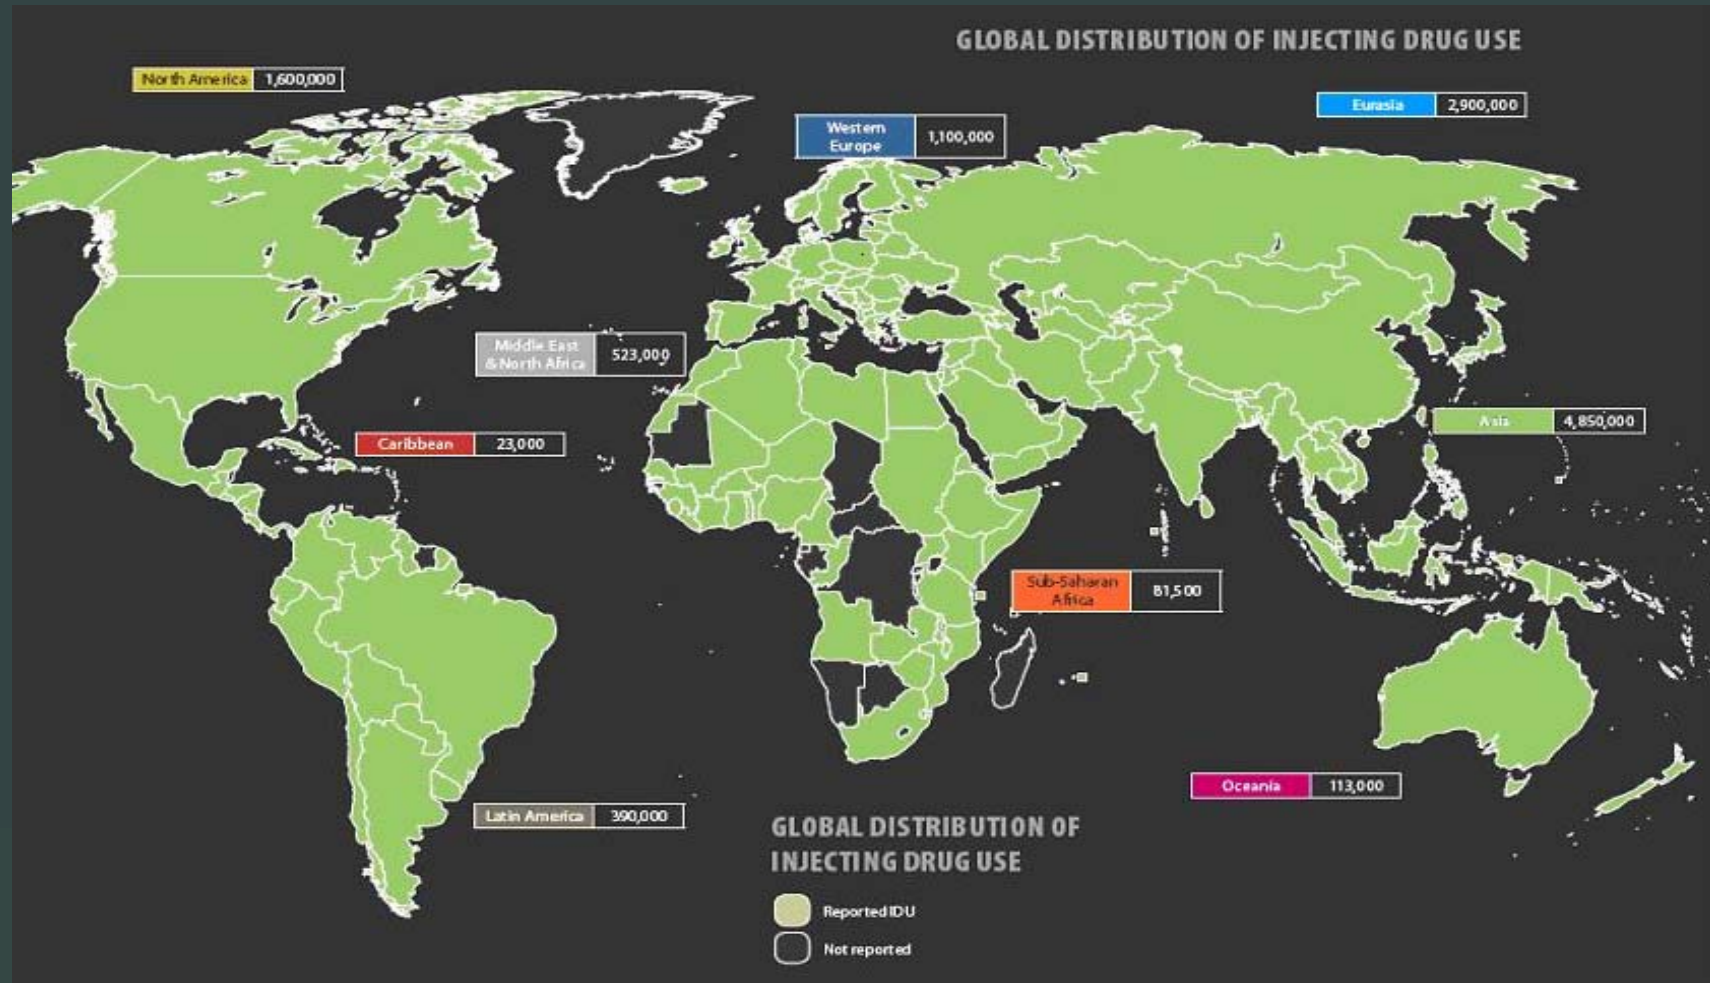 GLOBAL DISTRIBUTION OF INJECTING DRUG USE
North America 1,600,000
Eurasia 2,900,000
Western
Europe
1,100,000
Middle East
& North Africa
523,000
Caribbean 23,000
Asia 4,850,000
Sub-Saharan
Africa
81,500
Oceania 113,000
Latin America 390,000
GLOBAL DISTRIBUTION OF
INJECTING DRUG USE
Reported IDU
Not reported